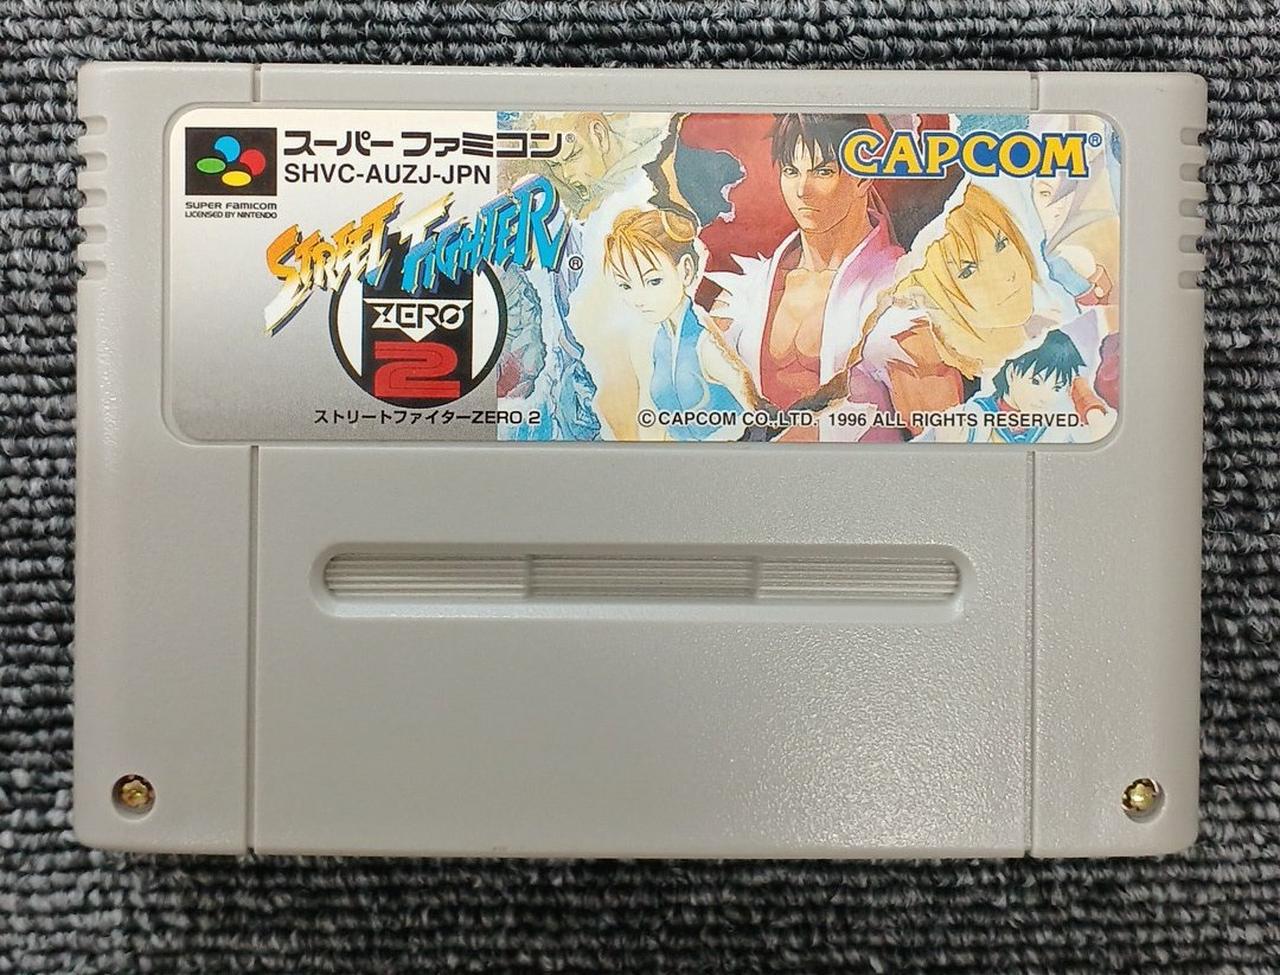 スーパーファミコン®
SHVC-AUZJ-JPN
SUPER FAMICOM
LICENSED BY NINTENDO
CAPCOM®
STREET FIGHTER®
ZERO
2
ストリートファイターZERO 2
©CAPCOM CO.,LTD. 1996 ALL RIGHTS RESERVED.